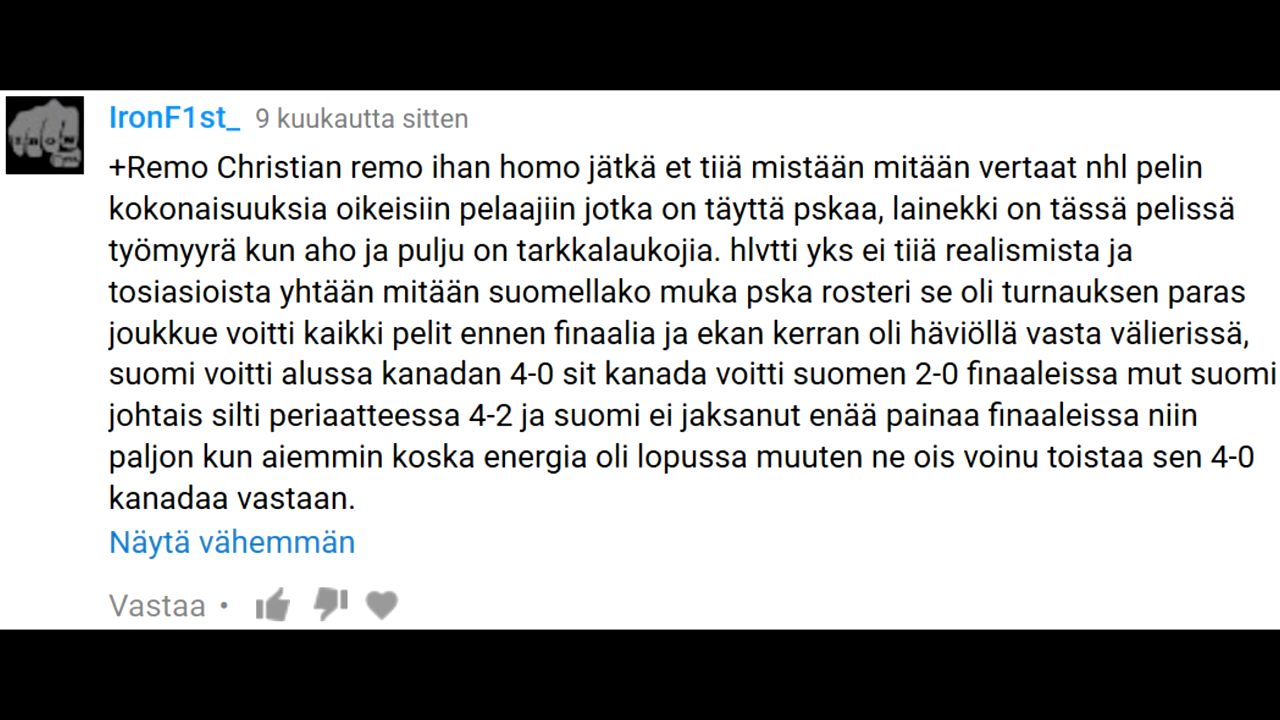 IronF1st_ 9 kuukautta sitten
+Remo Christian remo ihan homo jätkä et tiiä mistään mitään vertaat nhl pelin
kokonaisuuksia oikeisiin pelaajiin jotka on täyttä pskaa, lainekki on tässä pelissä
työmyyrä kun aho ja pulju on tarkkalaukojia. hlvtti yks ei tiiä realismista ja
tosiasioista yhtään mitään suomellako muka pska rosteri se oli turnauksen paras
joukkue voitti kaikki pelit ennen finaalia ja ekan kerran oli häviöllä vasta välierissä,
suomi voitti alussa kanadan 4-0 sit kanada voitti suomen 2-0 finaaleissa mut suomi
johtais silti periaatteessa 4-2 ja suomi ei jaksanut enää painaa finaaleissa niin
paljon kun aiemmin koska energia oli lopussa muuten ne ois voinu toistaa sen 4-0
kanadaa vastaan.
Näytä vähemmän
Vastaa •